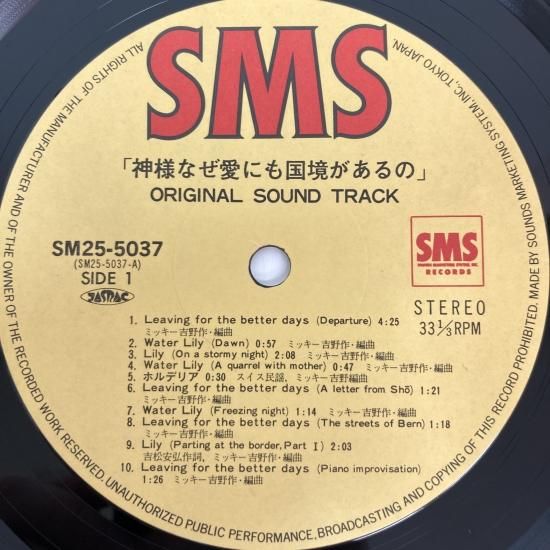 SMS
「神様なぜ愛にも国境があるの」
ORIGINAL SOUND TRACK
SM25-5037
(SM25-5037-A)
SIDE 1
JASRAC
SMS
SOUNDS MARKETING SYSTEM, INC.
RECORDS
STEREO
33 1/3 RPM
1. Leaving for the better days (Departure) 4:25
ミッキー吉野作・編曲
2. Water Lily (Dawn) 0:57 ミッキー吉野作・編曲
3. Lily (On a stormy night) 2:08 ミッキー吉野作・編曲
4. Water Lily (A quarrel with mother) 0:47 ミッキー吉野作・編曲
5. ホルデリア 0:30 スイス民謡, ミッキー吉野編曲
6. Leaving for the better days (A letter from Shō) 1:21
ミッキー吉野作・編曲
7. Water Lily (Freezing night) 1:14 ミッキー吉野作・編曲
8. Leaving for the better days (The streets of Bern) 1:18
ミッキー吉野作・編曲
9. Lily (Parting at the border, Part I) 2:03
吉松安弘作詞, ミッキー吉野作・編曲
10. Leaving for the better days (Piano improvisation)
1:26 ミッキー吉野作・編曲
ALL RIGHTS OF THE MANUFACTURER AND OF THE OWNER OF THE RECORDED WORK RESERVED. UNAUTHORIZED PUBLIC PERFORMANCE, BROADCASTING AND COPYING OF THIS RECORD PROHIBITED. MADE BY SOUNDS MARKETING SYSTEM, INC, TOKYO JAPAN.